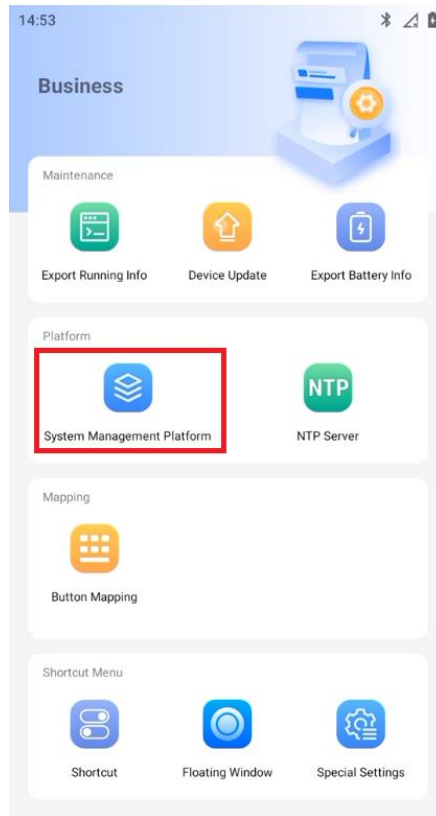 14:53
Business
Maintenance
Export Running Info Device Update Export Battery Info
Platform
NTP
System Management Platform NTP Server
Mapping
Button Mapping
Shortcut Menu
Shortcut Floating Window Special Settings